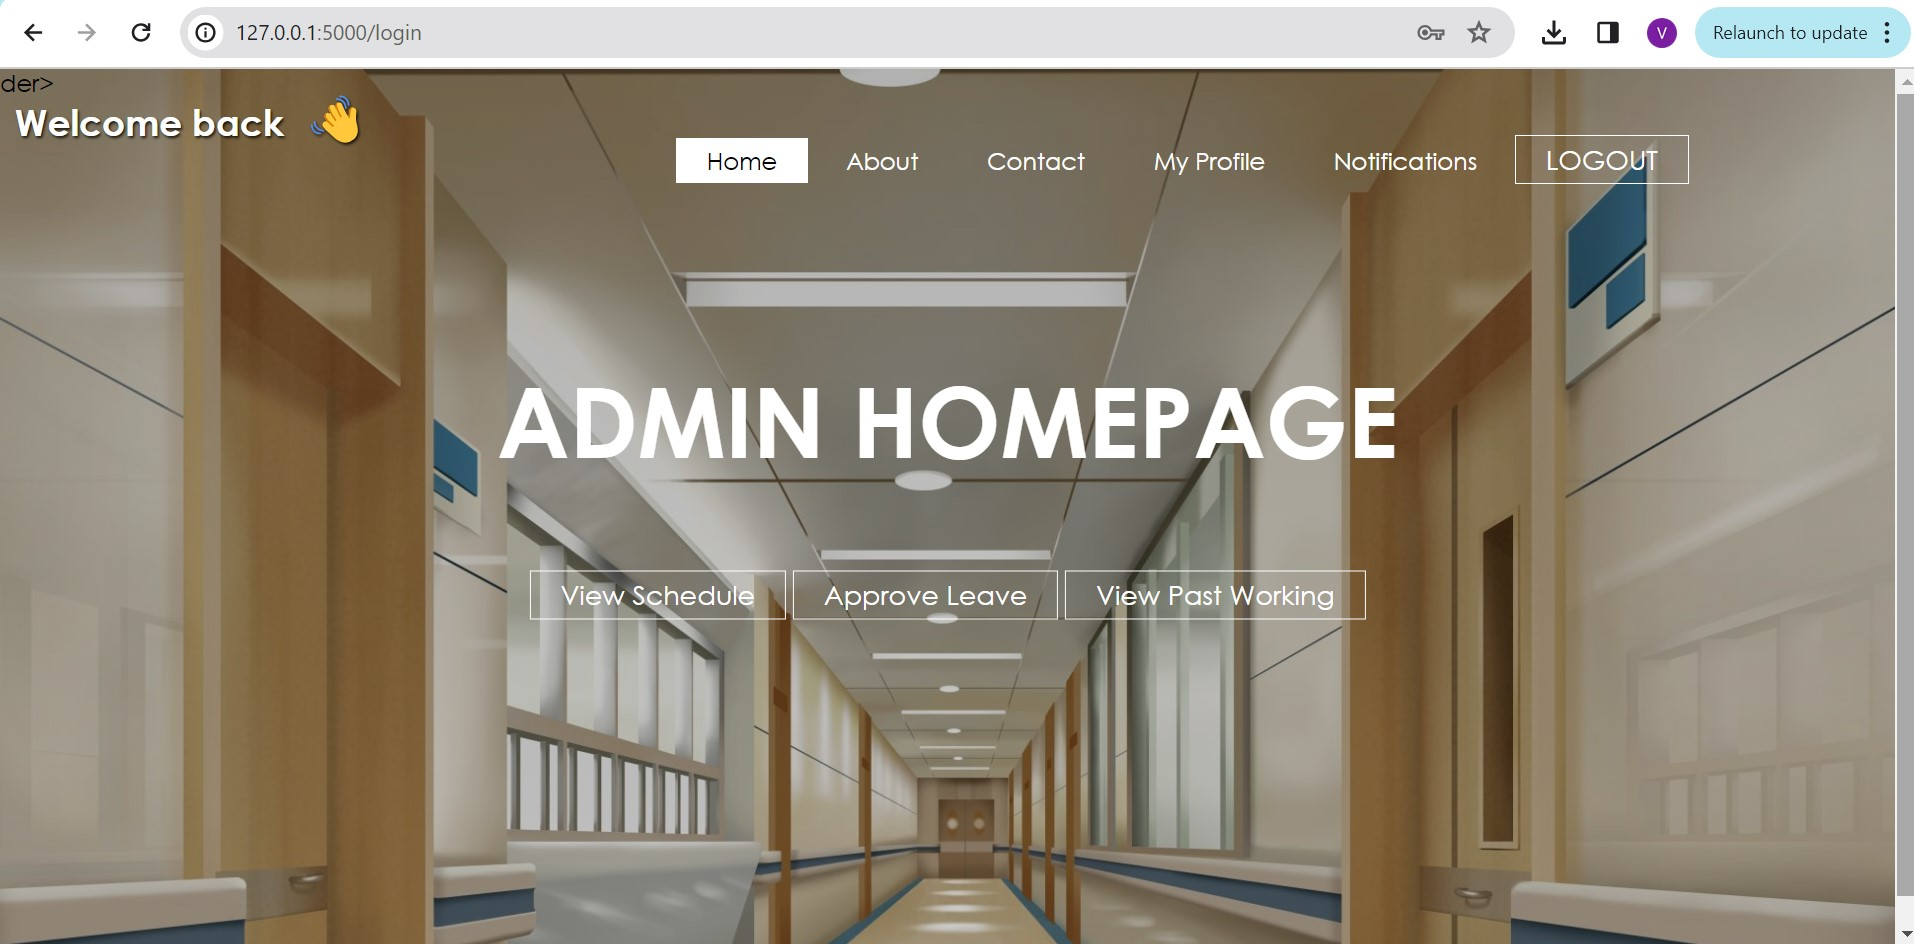 127.0.0.1:5000/login
Relaunch to update
V
der>
Welcome back 👋
Home About Contact My Profile Notifications LOGOUT
ADMIN HOMEPAGE
View Schedule Approve Leave View Past Working